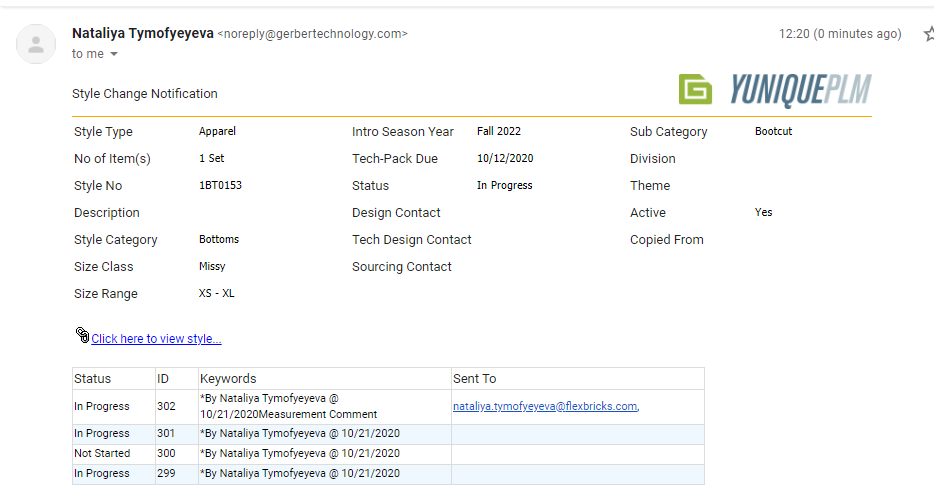 Nataliya Tymofyeyeva <noreply@gerbertechnology.com> 12:20 (0 minutes ago)
to me
Style Change Notification
G YUNIQUEPLM
Style Type Apparel Intro Season Year Fall 2022 Sub Category Bootcut
No of Item(s) 1 Set Tech-Pack Due 10/12/2020 Division
Style No 1BT0153 Status In Progress Theme
Description Design Contact Active Yes
Style Category Bottoms Tech Design Contact Copied From
Size Class Missy Sourcing Contact
Size Range XS - XL
Click here to view style...
Status ID Keywords Sent To
In Progress 302 *By Nataliya Tymofyeyeva @ nataliya.tymofyeyeva@flexbricks.com,
10/21/2020Measurement Comment
In Progress 301 *By Nataliya Tymofyeyeva @ 10/21/2020
Not Started 300 *By Nataliya Tymofyeyeva @ 10/21/2020
In Progress 299 *By Nataliya Tymofyeyeva @ 10/21/2020